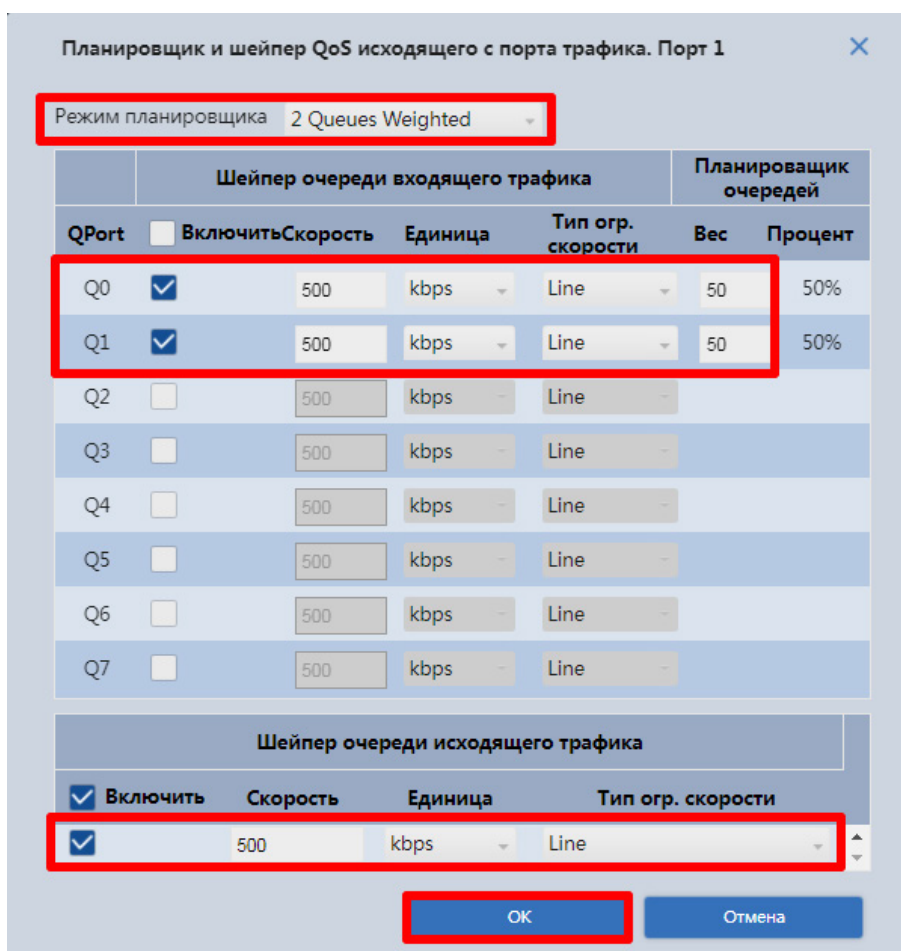 Планировщик и шейпер QoS исходящего с порта трафика. Порт 1
Режим планировщика 2 Queues Weighted
Шейпер очереди входящего трафика Планироващик очередей
QPort Включить Скорость Единица Тип огр. скорости Вес Процент
Q0 500 kbps Line 50 50%
Q1 500 kbps Line 50 50%
Q2 500 kbps Line
Q3 500 kbps Line
Q4 500 kbps Line
Q5 500 kbps Line
Q6 500 kbps Line
Q7 500 kbps Line
Шейпер очереди исходящего трафика
Включить Скорость Единица Тип огр. скорости
500 kbps Line
ОК Отмена